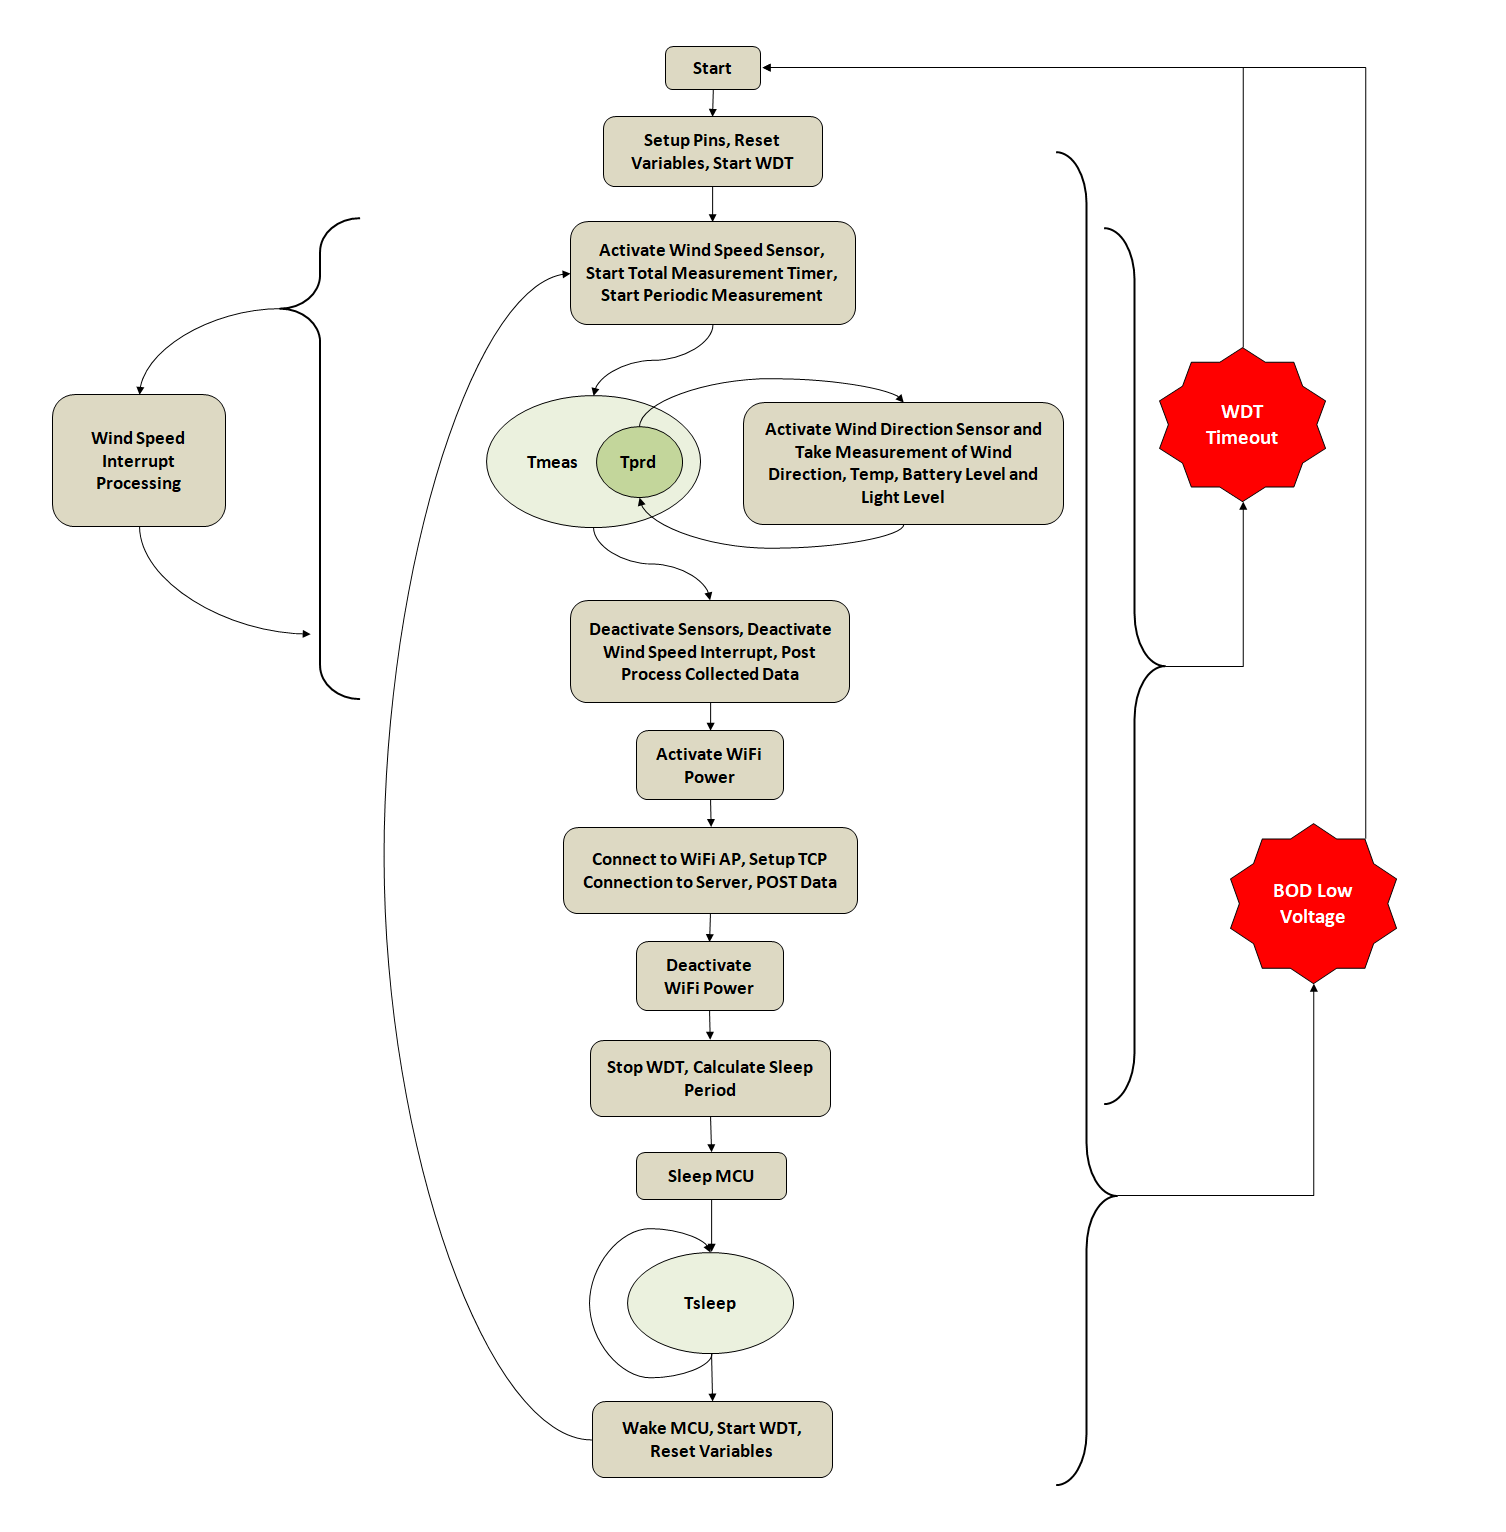 Start
Setup Pins, Reset
Variables, Start WDT
Activate Wind Speed Sensor,
Start Total Measurement Timer,
Start Periodic Measurement
Wind Speed
Interrupt
Processing
Tmeas
Tprd
Activate Wind Direction Sensor and
Take Measurement of Wind
Direction, Temp, Battery Level and
Light Level
WDT
Timeout
Deactivate Sensors, Deactivate
Wind Speed Interrupt, Post
Process Collected Data
Activate WiFi
Power
Connect to WiFi AP, Setup TCP
Connection to Server, POST Data
BOD Low
Voltage
Deactivate
WiFi Power
Stop WDT, Calculate Sleep
Period
Sleep MCU
Tsleep
Wake MCU, Start WDT,
Reset Variables